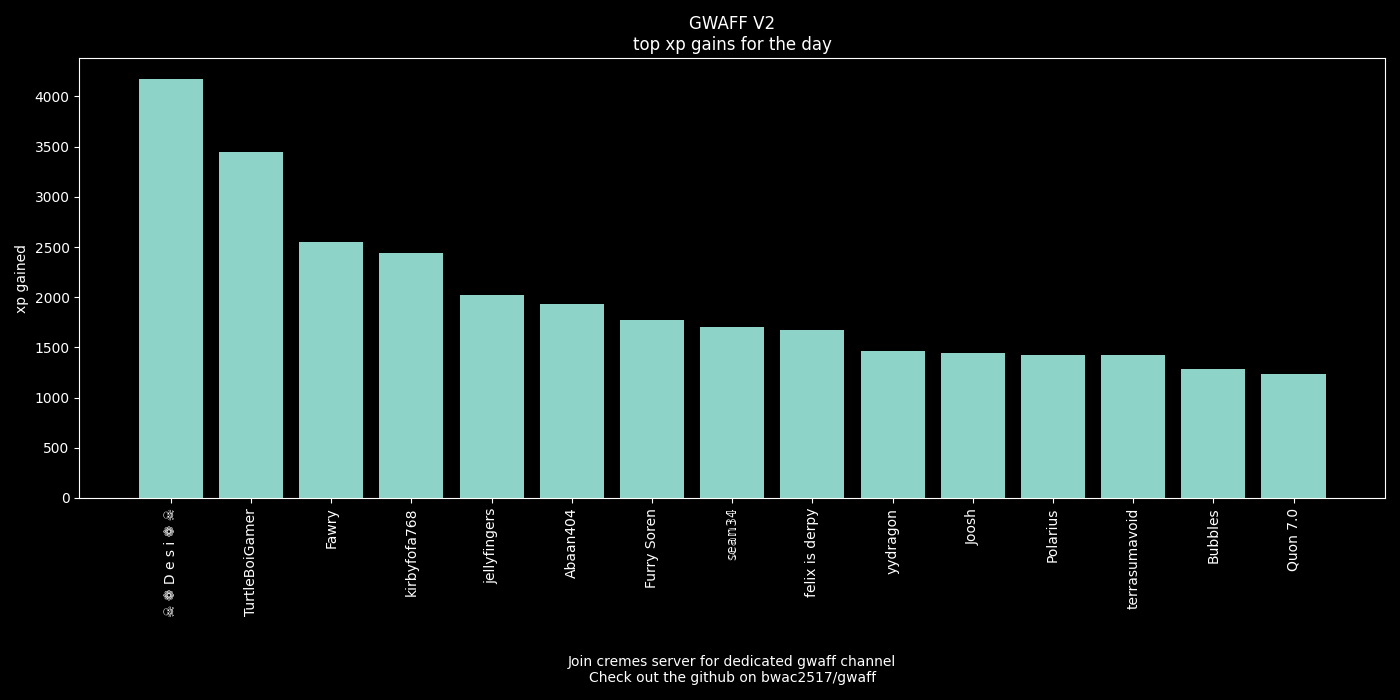 GWAFF V2
top xp gains for the day
xp gained
4000
3500
3000
2500
2000
1500
1000
500
0
☠ ❁ D e s i ❁ ☠
TurtleBoiGamer
Fawry
kirbyfofa768
jellyfingers
Abaan404
Furry Soren
𝕤𝕖𝕒𝕟𝟛𝟜
felix is derpy
yydragon
Joosh
Polarius
terrasumavoid
Bubbles
Quon 7.0
Join cremes server for dedicated gwaff channel
Check out the github on bwac2517/gwaff